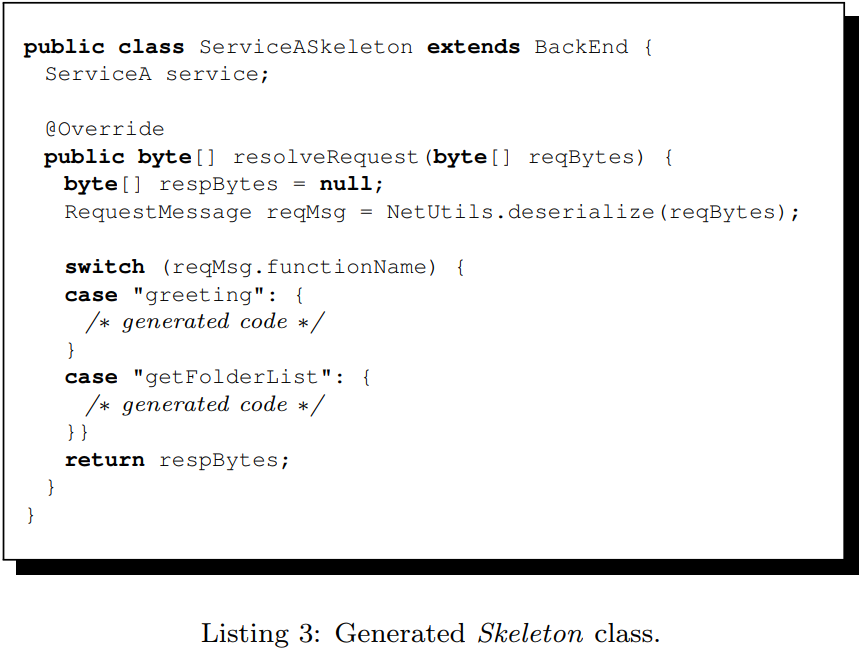 public class ServiceASkeleton extends BackEnd {
ServiceA service;
@Override
public byte[] resolveRequest(byte[] reqBytes) {
byte[] respBytes = null;
RequestMessage reqMsg = NetUtils.deserialize(reqBytes);
switch (reqMsg.functionName) {
case "greeting": {
/* generated code */
}
case "getFolderList": {
/* generated code */
}}
return respBytes;
}
}
Listing 3: Generated Skeleton class.